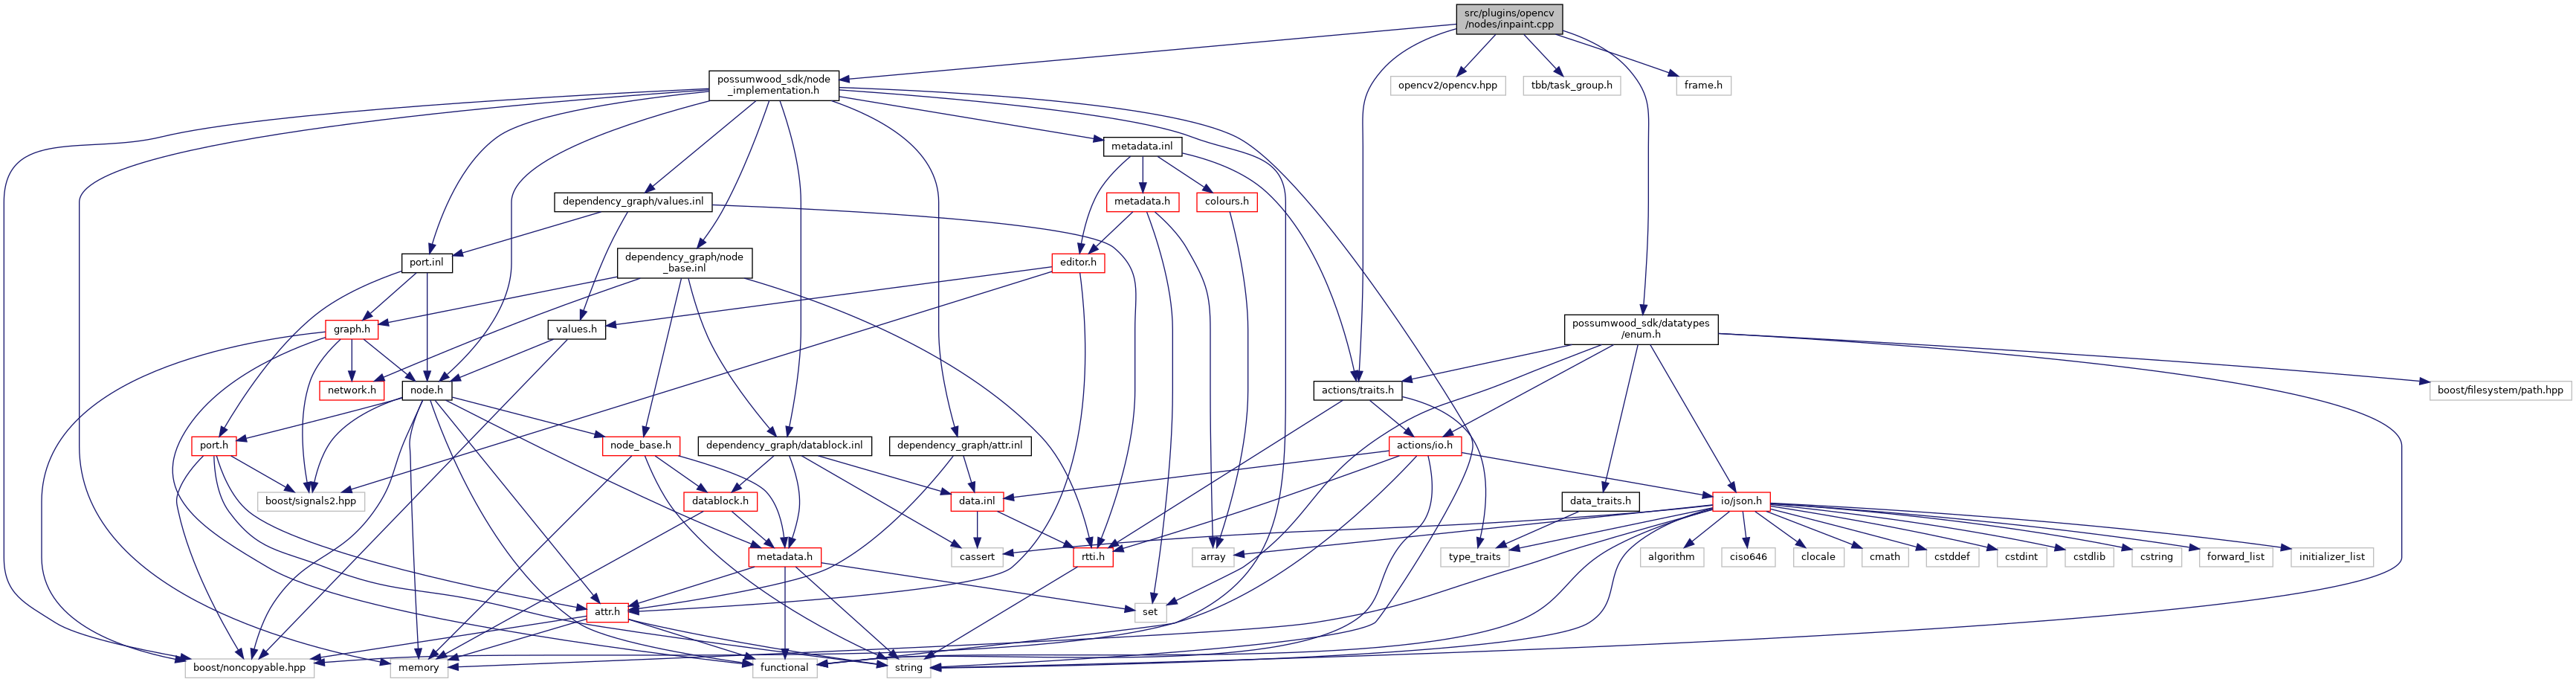 src/plugins/opencv
/nodes/inpaint.cpp
possumwood_sdk/node
_implementation.h
opencv2/opencv.hpp
tbb/task_group.h
frame.h
metadata.inl
dependency_graph/values.inl
metadata.h
colours.h
port.inl
dependency_graph/node
_base.inl
editor.h
graph.h
values.h
possumwood_sdk/datatypes
/enum.h
network.h
node.h
actions/traits.h
boost/filesystem/path.hpp
port.h
node_base.h
dependency_graph/datablock.inl
dependency_graph/attr.inl
actions/io.h
boost/signals2.hpp
datablock.h
data.inl
data_traits.h
io/json.h
metadata.h
cassert
rtti.h
array
type_traits
algorithm
ciso646
clocale
cmath
cstddef
cstdint
cstdlib
cstring
forward_list
initializer_list
attr.h
set
boost/noncopyable.hpp
memory
functional
string